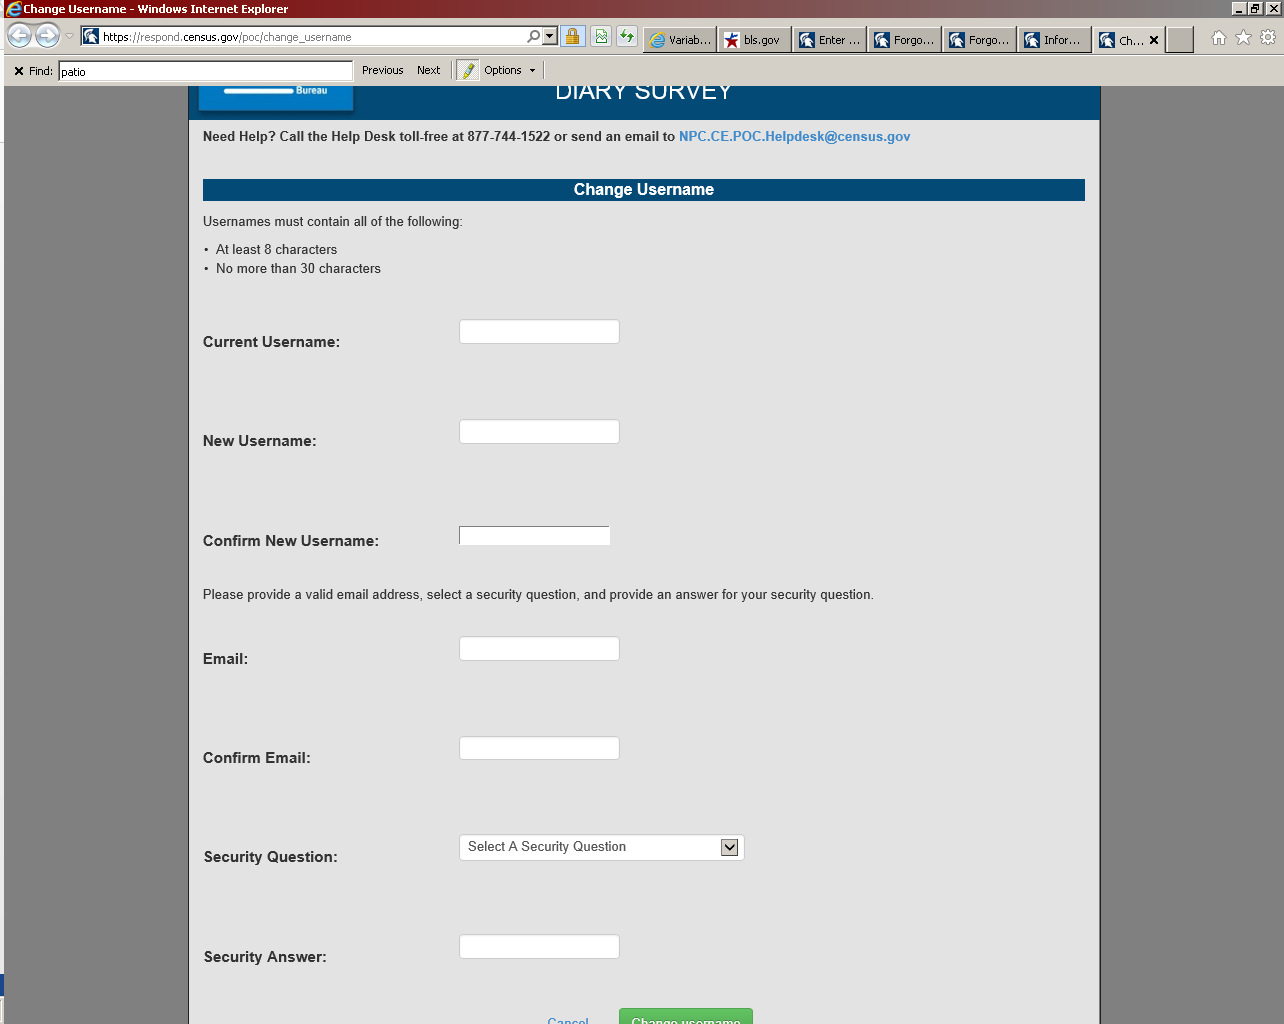 Change Username - Windows Internet Explorer
https://respond.census.gov/poc/change_username
Variab... bls.gov Enter ... Forgo... Forgo... Infor... Ch...
Find: patio Previous Next Options
Bureau
DIARY SURVEY
Need Help? Call the Help Desk toll-free at 877-744-1522 or send an email to NPC.CE.POC.Helpdesk@census.gov
Change Username
Usernames must contain all of the following:
• At least 8 characters
• No more than 30 characters
Current Username:
New Username:
Confirm New Username:
Please provide a valid email address, select a security question, and provide an answer for your security question.
Email:
Confirm Email:
Security Question: Select A Security Question
Security Answer:
Cancel Change username